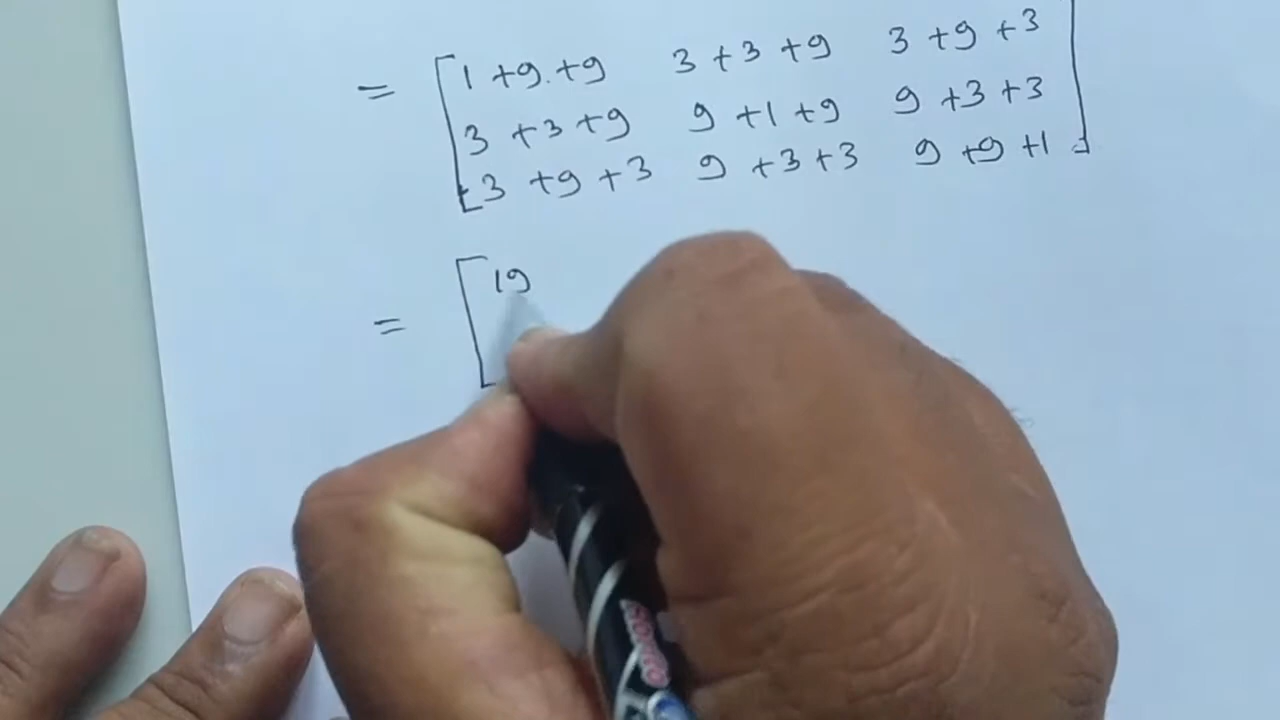 = [ 1 +9 +9 3 +3 +9 3 +9 +3 ]
3 +3 +9 9 +1 +9 9 +3 +3
3 +9 +3 9 +3 +3 9 +9 +1
= [ 19